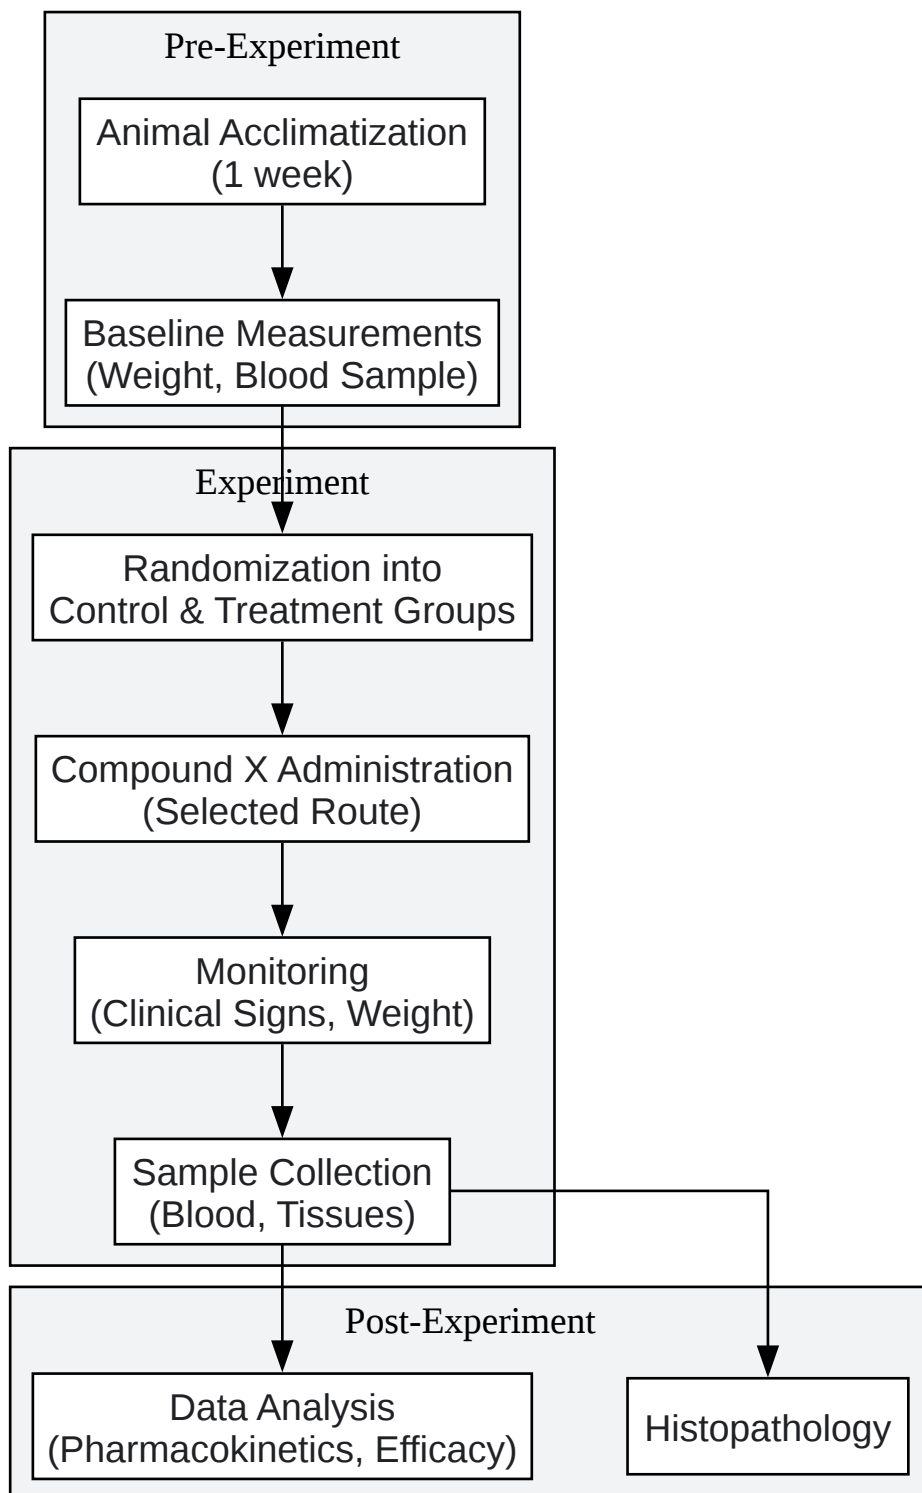 Pre-Experiment
Animal Acclimatization
(1 week)
Baseline Measurements
(Weight, Blood Sample)
Experiment
Randomization into
Control & Treatment Groups
Compound X Administration
(Selected Route)
Monitoring
(Clinical Signs, Weight)
Sample Collection
(Blood, Tissues)
Post-Experiment
Data Analysis
(Pharmacokinetics, Efficacy)
Histopathology